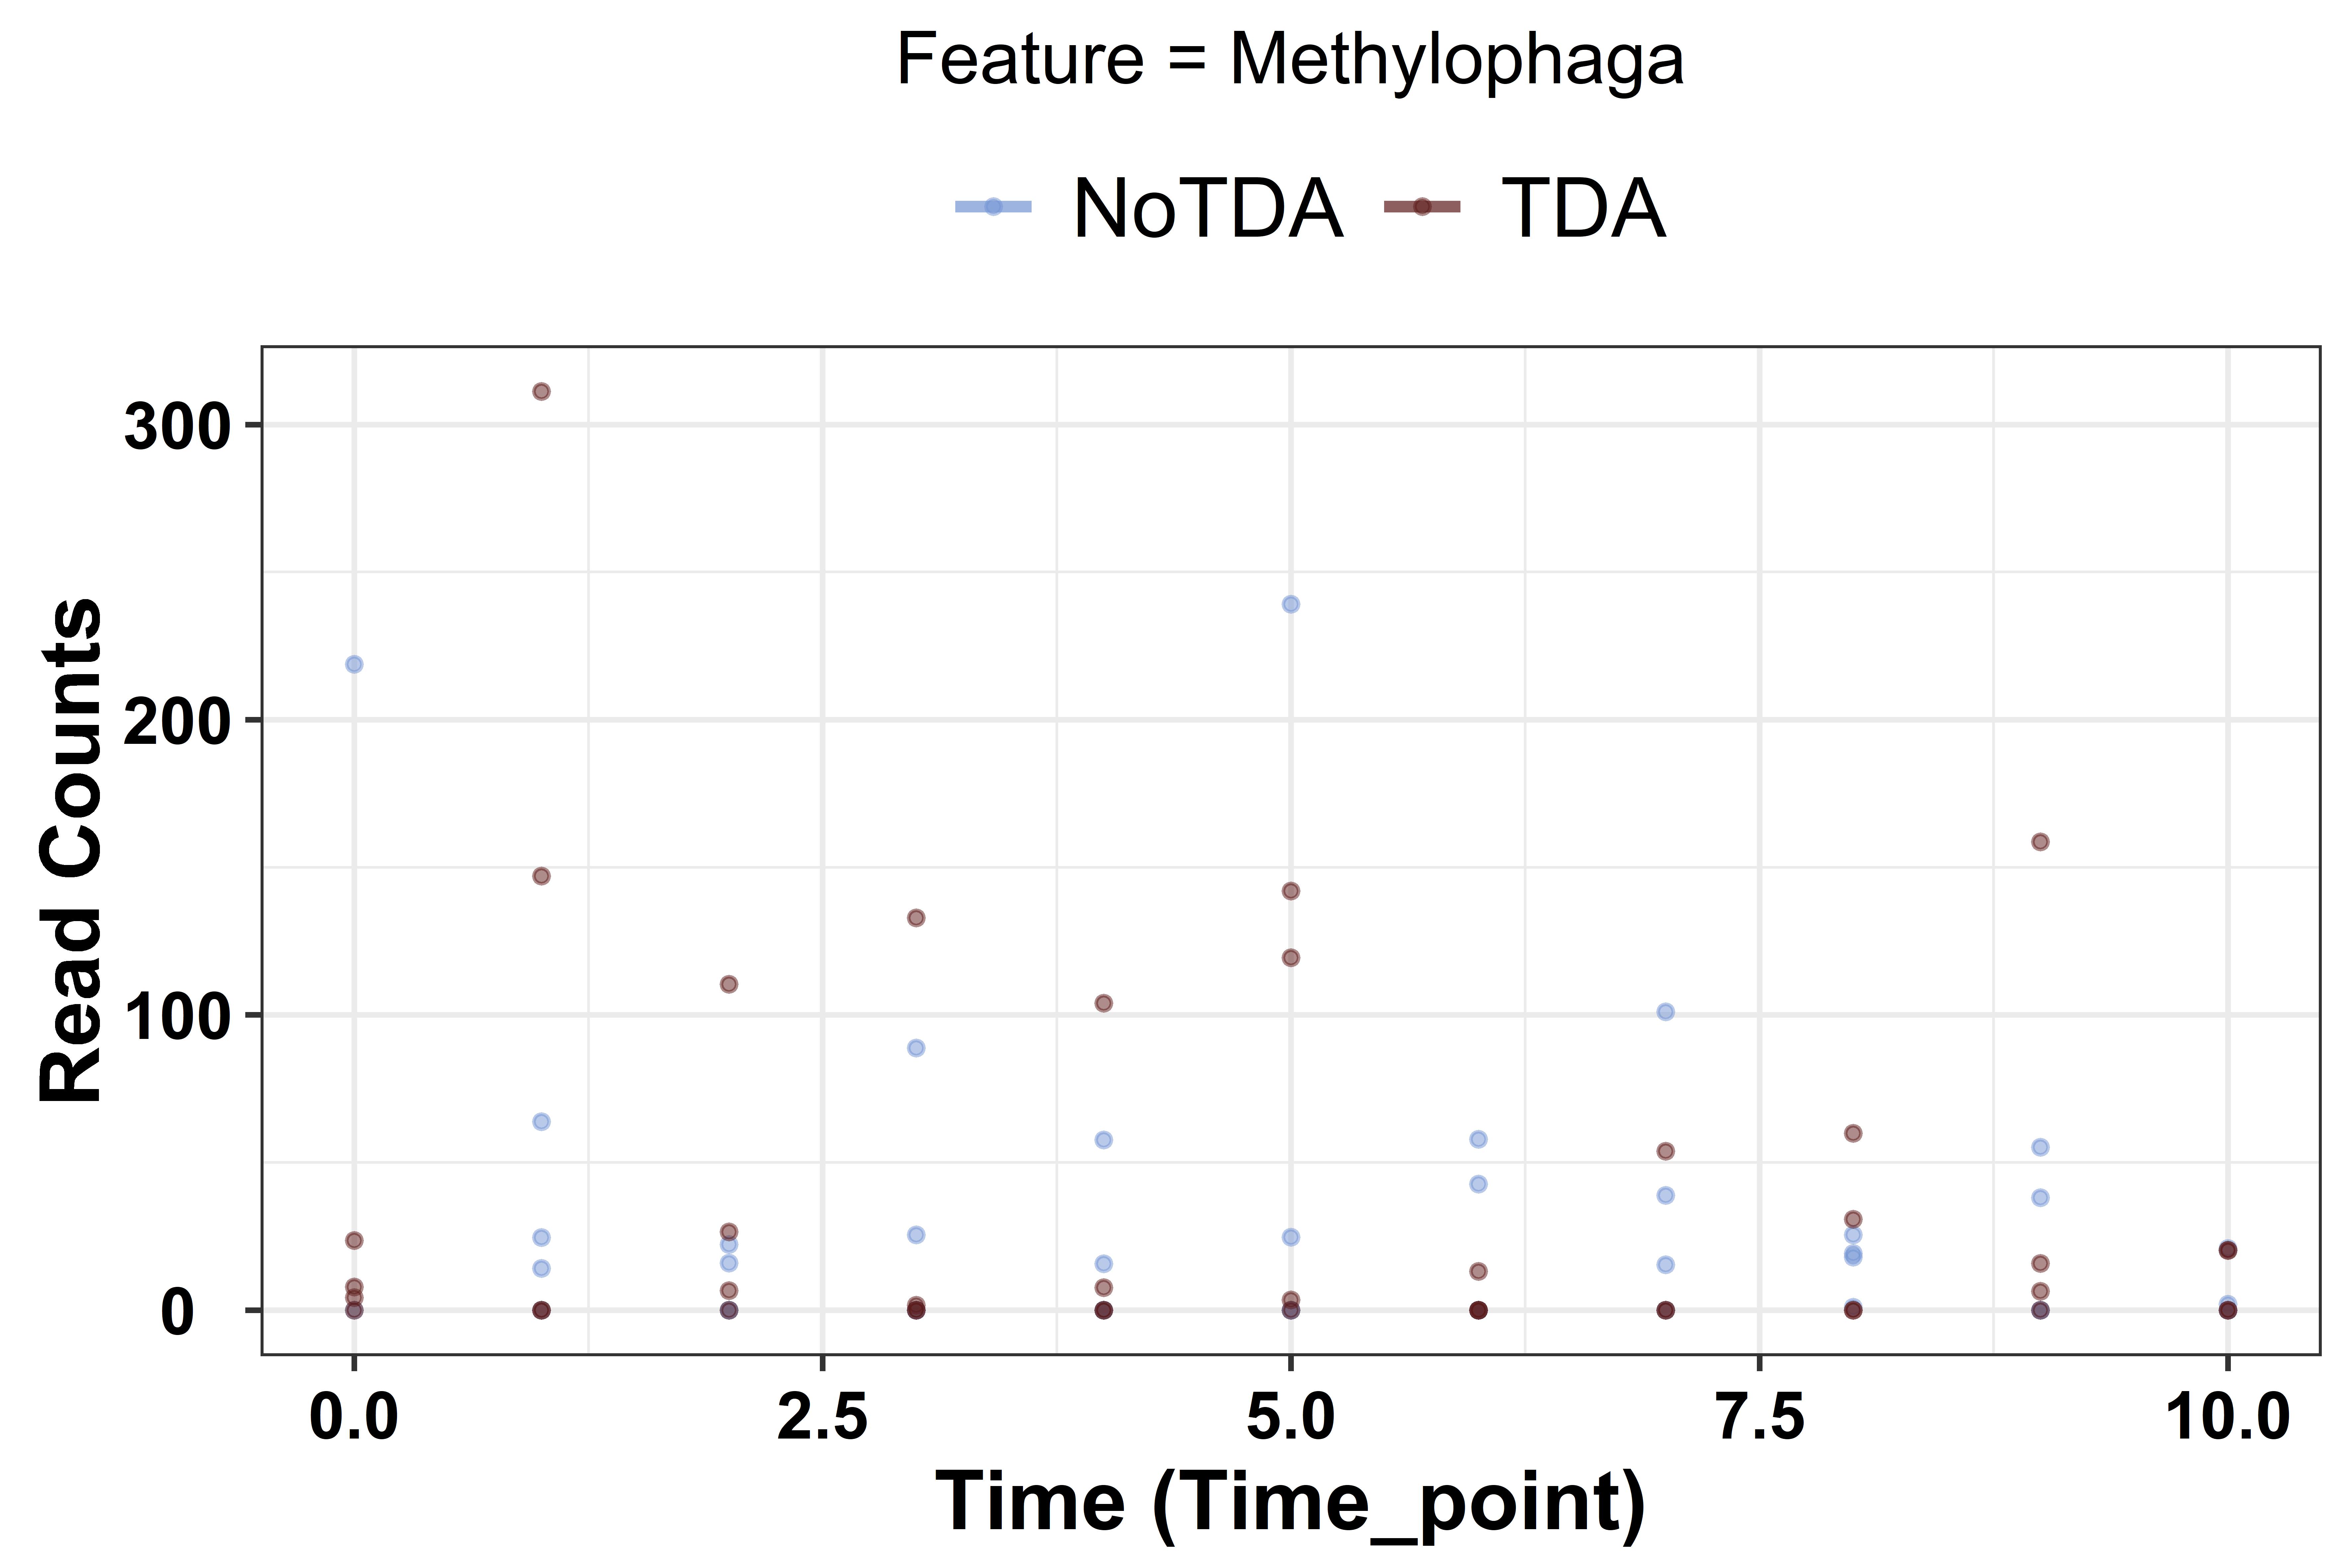 Feature = Methylophaga
NoTDA TDA
Read Counts
300
200
100
0
0.0 2.5 5.0 7.5 10.0
Time (Time_point)